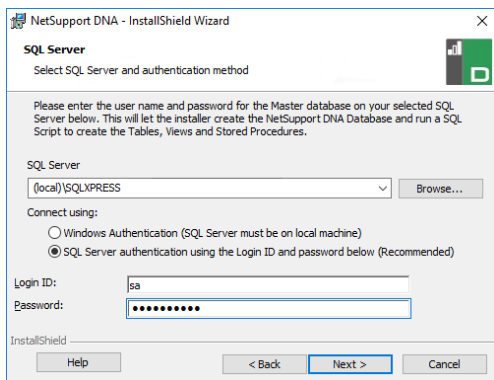 NetSupport DNA - InstallShield Wizard
SQL Server
Select SQL Server and authentication method
D
Please enter the user name and password for the Master database on your selected SQL
Server below. This will let the installer create the NetSupport DNA Database and run a SQL
Script to create the Tables, Views and Stored Procedures.
SQL Server
(local)\SQLXPRESS
Browse...
Connect using:
Windows Authentication (SQL Server must be on local machine)
SQL Server authentication using the Login ID and password below (Recommended)
Login ID:
sa
Password:
••••••••••
InstallShield
Help
< Back
Next >
Cancel